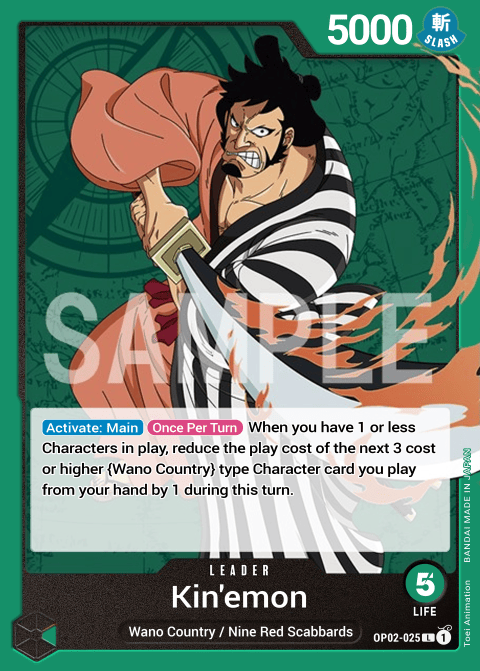 5000
斬
SLASH
SAMPLE
Activate: Main Once Per Turn When you have 1 or less
Characters in play, reduce the play cost of the next 3 cost
or higher {Wano Country} type Character card you play
from your hand by 1 during this turn.
LEADER
Kin'emon
Wano Country / Nine Red Scabbards
5
LIFE
OP02-025 L 1
Toei Animation BANDAI MADE IN JAPAN